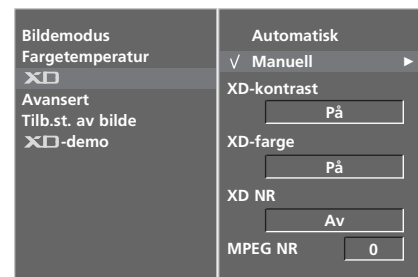 Bildemodus
Fargetemperatur
XD
Avansert
Tilb.st. av bilde
XD-demo
Automatisk
√ Manuell ►
XD-kontrast
På
XD-farge
På
XD NR
Av
MPEG NR 0